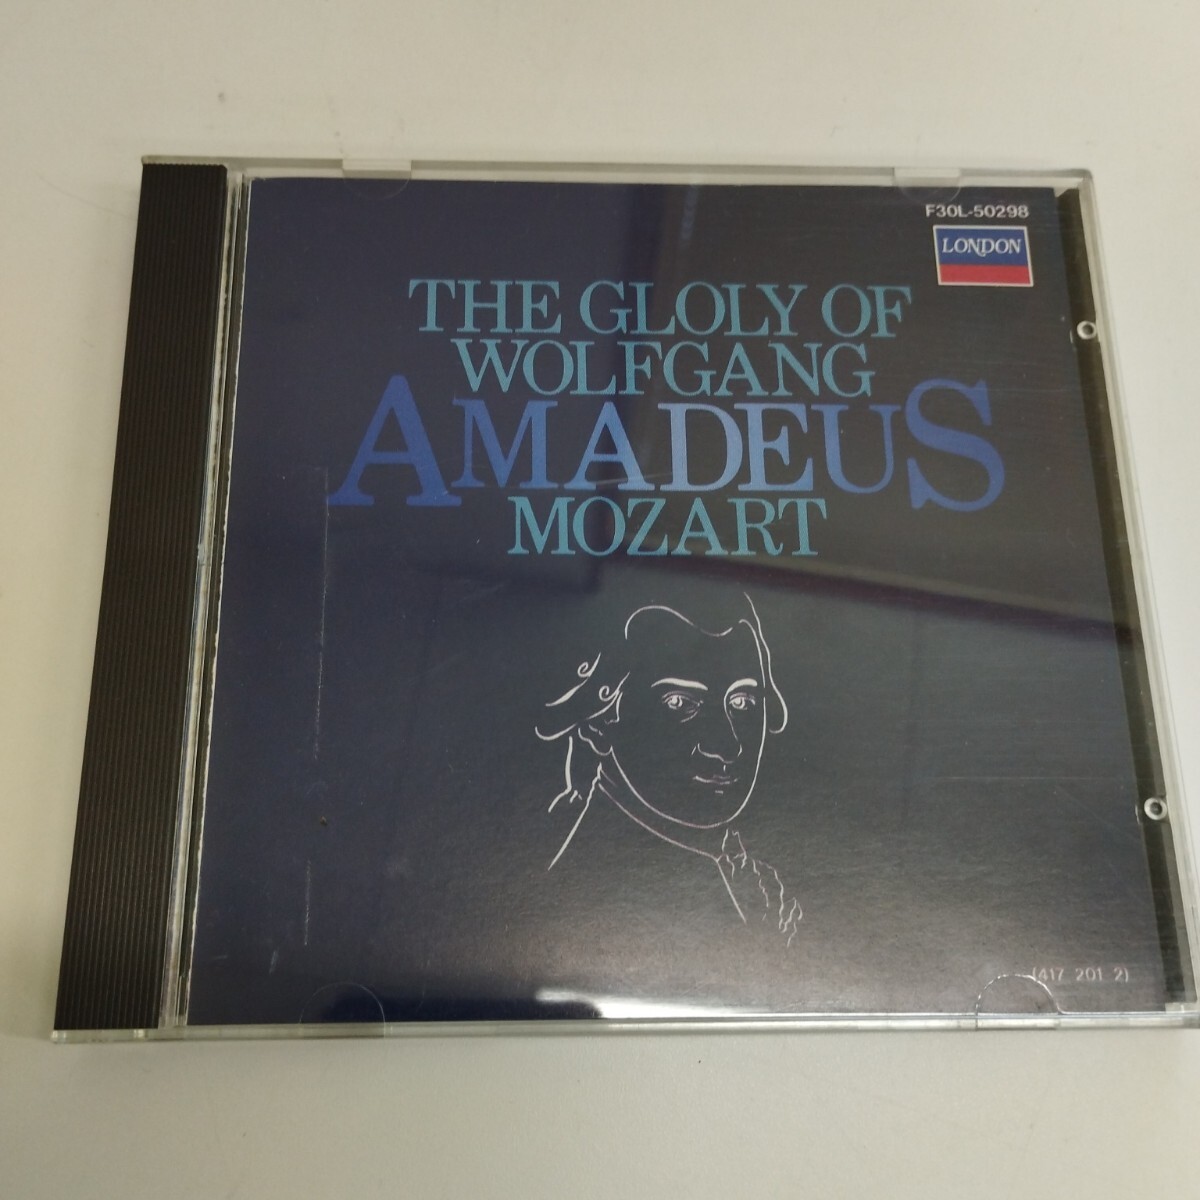 F30L-50298
LONDON
THE GLOLY OF
WOLFGANG
AMADEUS
MOZART
(417 201 2)